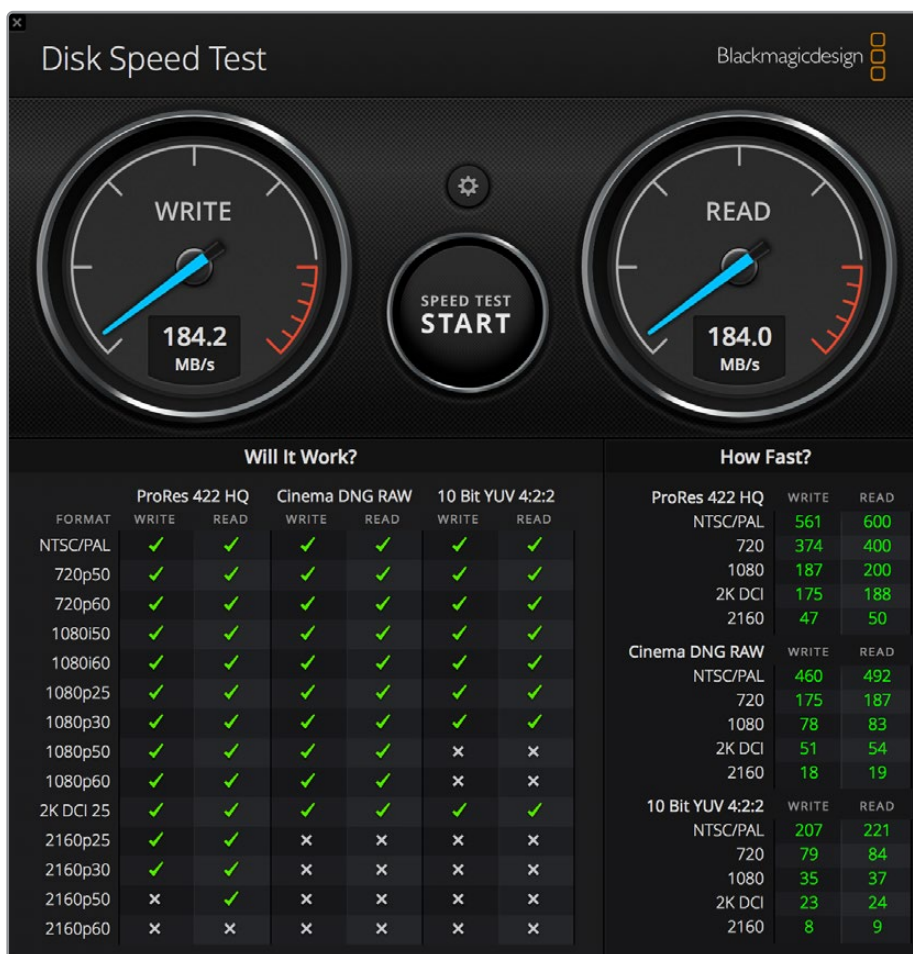 Disk Speed Test
Blackmagicdesign
WRITE
184.2
MB/s
SPEED TEST
START
READ
184.0
MB/s
Will It Work?
ProRes 422 HQ Cinema DNG RAW 10 Bit YUV 4:2:2
FORMAT WRITE READ WRITE READ WRITE READ
NTSC/PAL ✓ ✓ ✓ ✓ ✓ ✓
720p50 ✓ ✓ ✓ ✓ ✓ ✓
720p60 ✓ ✓ ✓ ✓ ✓ ✓
1080i50 ✓ ✓ ✓ ✓ ✓ ✓
1080i60 ✓ ✓ ✓ ✓ ✓ ✓
1080p25 ✓ ✓ ✓ ✓ ✓ ✓
1080p30 ✓ ✓ ✓ ✓ ✓ ✓
1080p50 ✓ ✓ ✓ ✓ × ×
1080p60 ✓ ✓ ✓ ✓ × ×
2K DCI 25 ✓ ✓ ✓ ✓ ✓ ✓
2160p25 ✓ ✓ × × × ×
2160p30 ✓ ✓ × × × ×
2160p50 × ✓ × × × ×
2160p60 × × × × × ×
How Fast?
ProRes 422 HQ WRITE READ
NTSC/PAL 561 600
720 374 400
1080 187 200
2K DCI 175 188
2160 47 50
Cinema DNG RAW WRITE READ
NTSC/PAL 460 492
720 175 187
1080 78 83
2K DCI 51 54
2160 18 19
10 Bit YUV 4:2:2 WRITE READ
NTSC/PAL 207 221
720 79 84
1080 35 37
2K DCI 23 24
2160 8 9